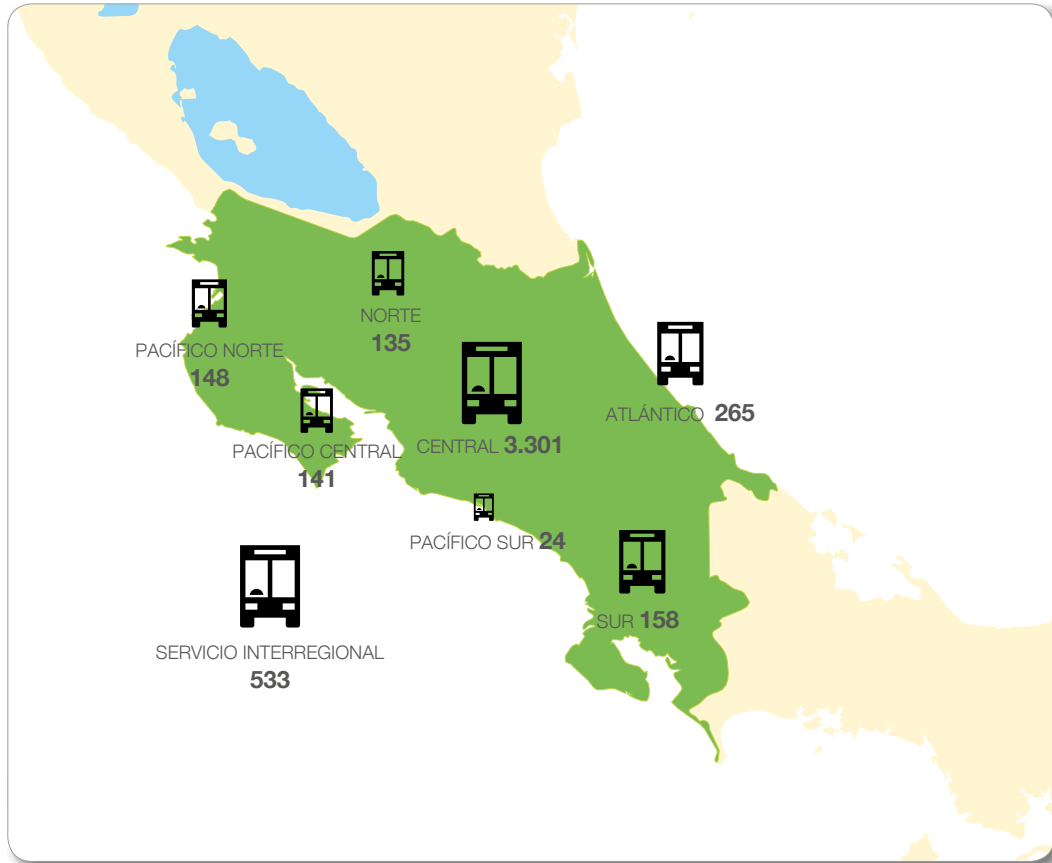 NORTE
135
PACÍFICO NORTE
148
ATLÁNTICO 265
PACÍFICO CENTRAL
141
CENTRAL 3.301
PACÍFICO SUR 24
SUR 158
SERVICIO INTERREGIONAL
533